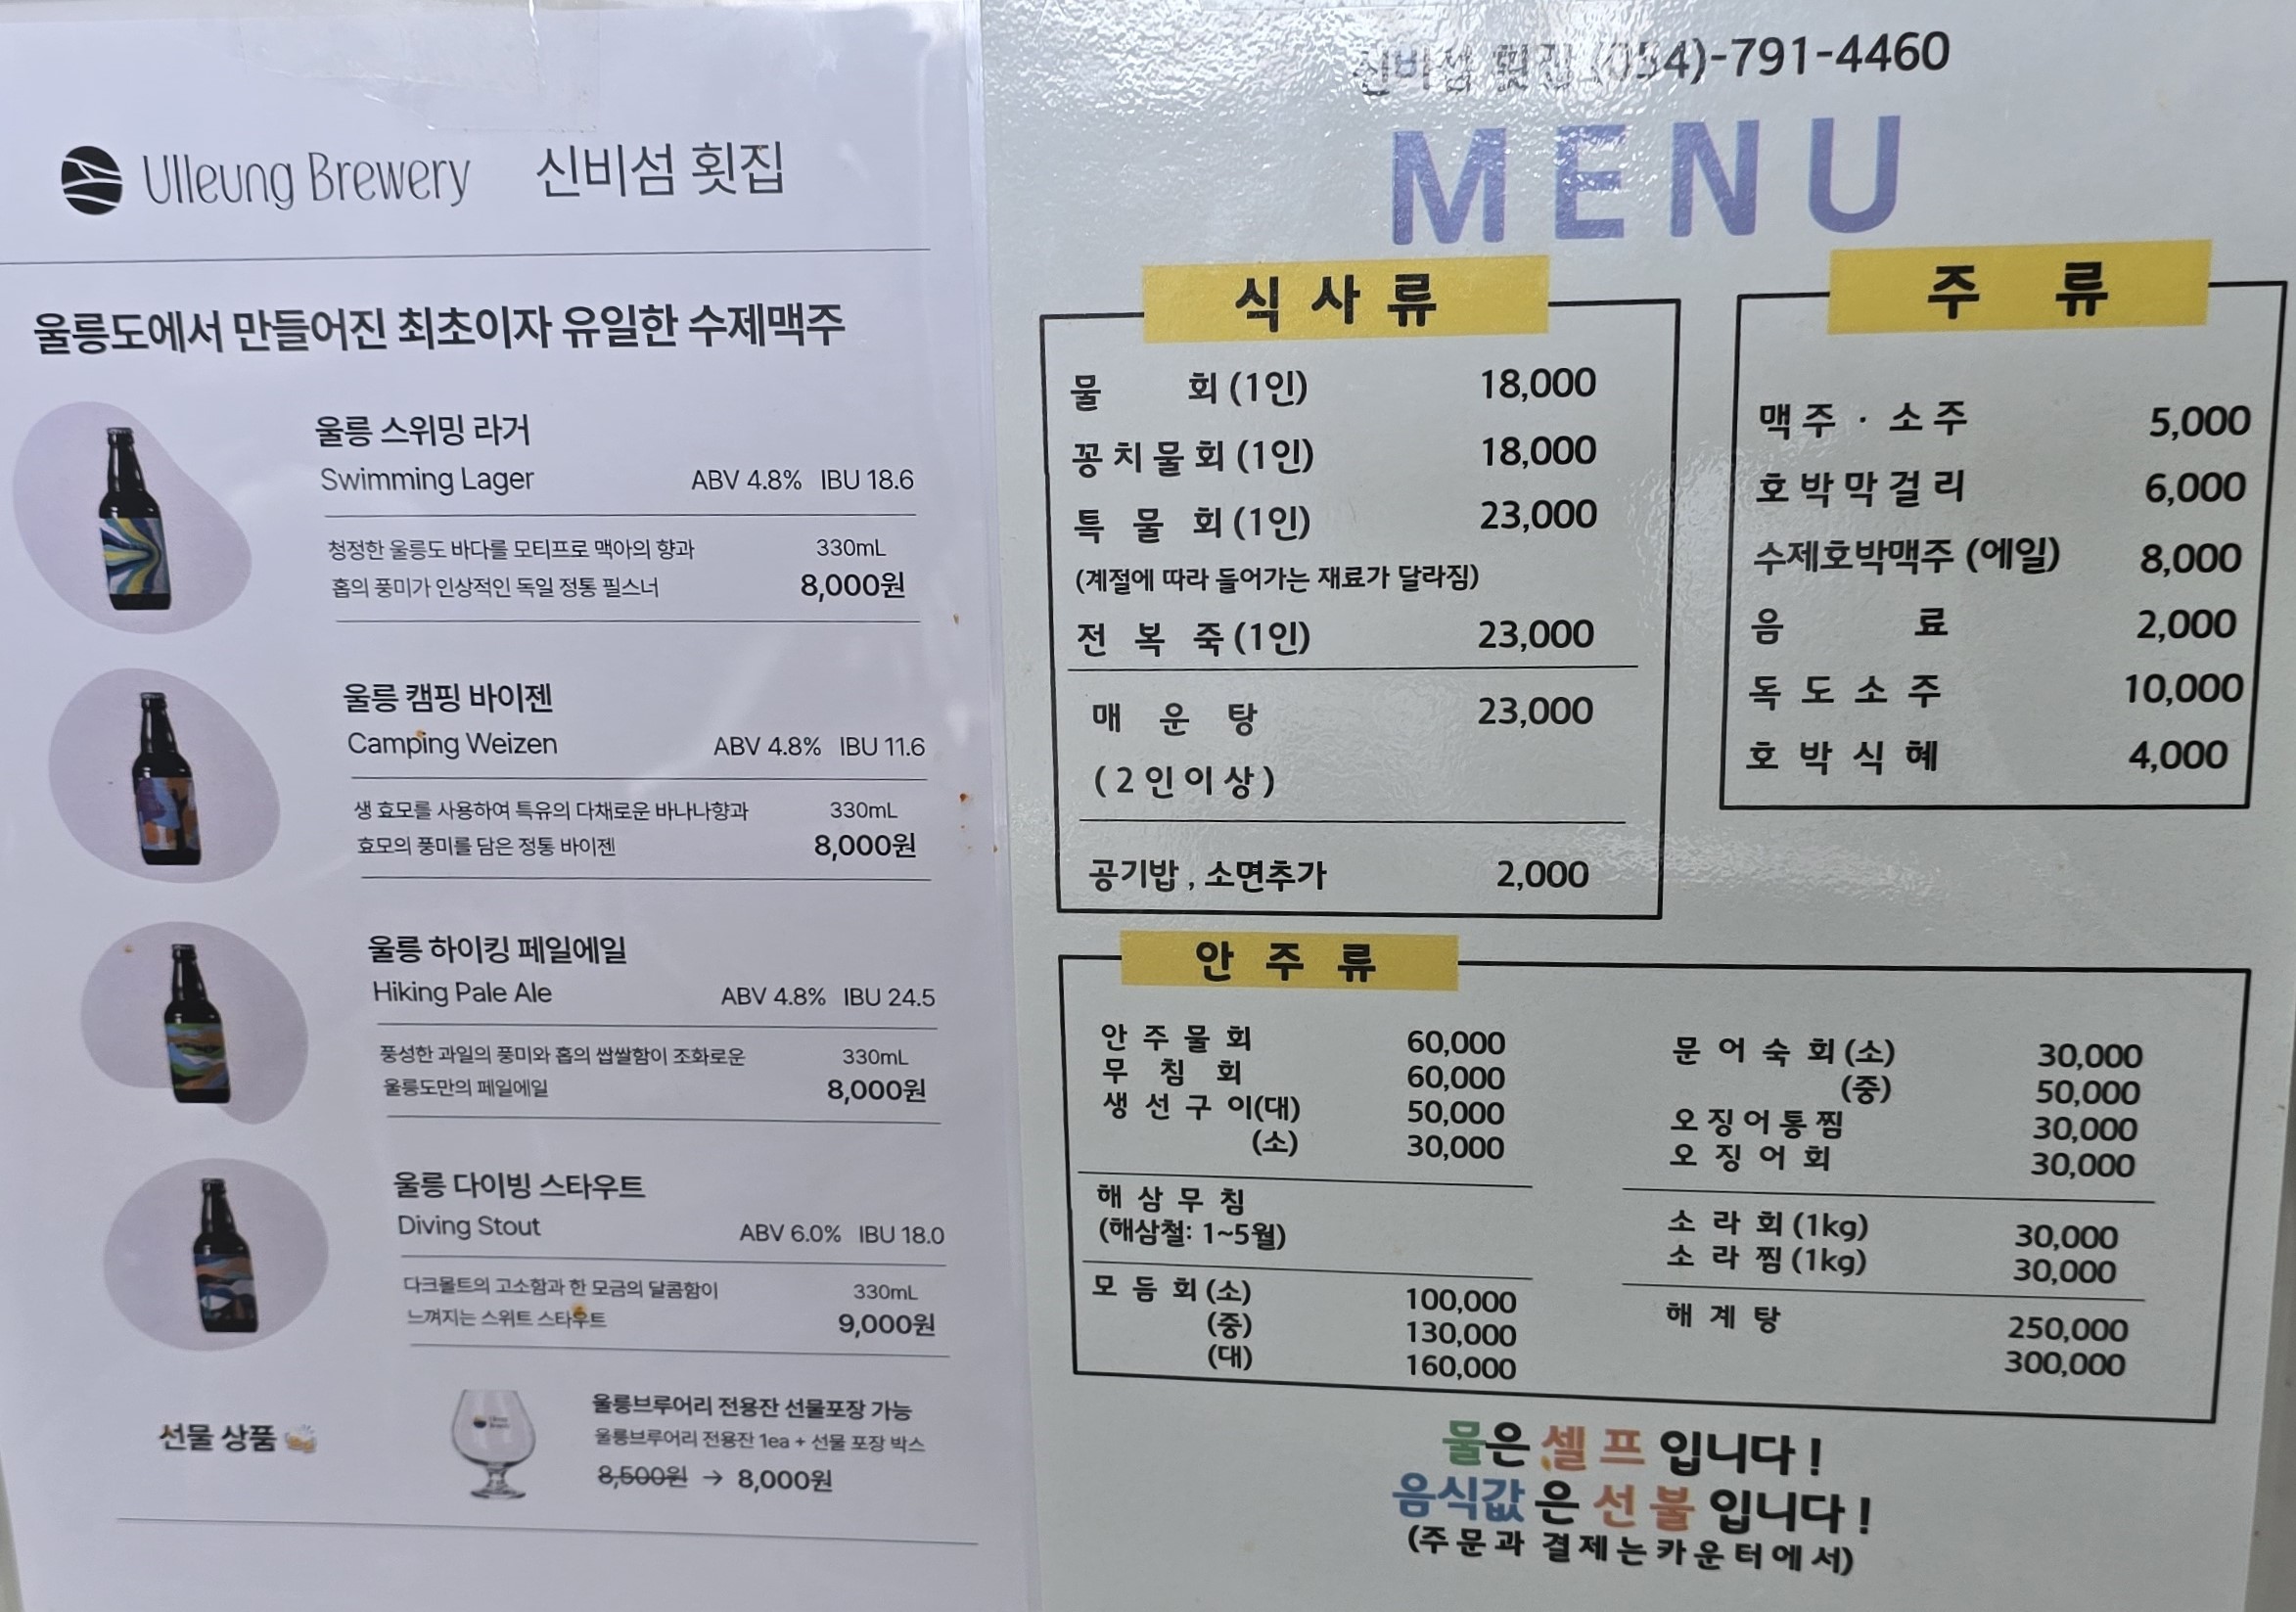 Ulleung Brewery 신비섬 횟집
울릉도에서 만들어진 최초이자 유일한 수제맥주
울릉 스위밍 라거
Swimming Lager ABV 4.8% IBU 18.6
청정한 울릉도 바다를 모티프로 맥아의 향과 330mL
홉의 풍미가 인상적인 독일 정통 필스너 8,000원
울릉 캠핑 바이젠
Camping Weizen ABV 4.8% IBU 11.6
생 효모를 사용하여 특유의 다채로운 바나나향과 330mL
효모의 풍미를 담은 정통 바이젠 8,000원
울릉 하이킹 페일에일
Hiking Pale Ale ABV 4.8% IBU 24.5
풍성한 과일의 풍미와 홉의 쌉쌀함이 조화로운 330mL
울릉도만의 페일에일 8,000원
울릉 다이빙 스타우트
Diving Stout ABV 6.0% IBU 18.0
다크몰트의 고소함과 한 모금의 달콤함이 330mL
느껴지는 스위트 스타우트 9,000원
선물 상품
울릉브루어리 전용잔 선물포장 가능
울릉브루어리 전용잔 1ea + 선물 포장 박스
8,500원 → 8,000원
신비섬 횟집 (054)-791-4460
MENU
식사류
물 회 (1인) 18,000
꽁치물회 (1인) 18,000
특 물 회 (1인) 23,000
(계절에 따라 들어가는 재료가 달라짐)
전 복 죽 (1인) 23,000
매 운 탕 23,000
(2인이상)
공기밥 , 소면추가 2,000
주 류
맥주 · 소주 5,000
호박막걸리 6,000
수제호박맥주 (에일) 8,000
음 료 2,000
독 도 소 주 10,000
호 박 식 혜 4,000
안 주 류
안 주 물 회 60,000
무 침 회 60,000
생 선 구 이(대) 50,000
(소) 30,000
해 삼 무 침
(해삼철: 1~5월)
모 듬 회 (소) 100,000
(중) 130,000
(대) 160,000
문 어 숙 회 (소) 30,000
(중) 50,000
오징어통찜 30,000
오 징 어 회 30,000
소 라 회 (1kg) 30,000
소 라 찜 (1kg) 30,000
해 계 탕 250,000
300,000
물은 셀프 입니다 !
음식값은 선불 입니다 !
(주문과 결제는카운터에서)